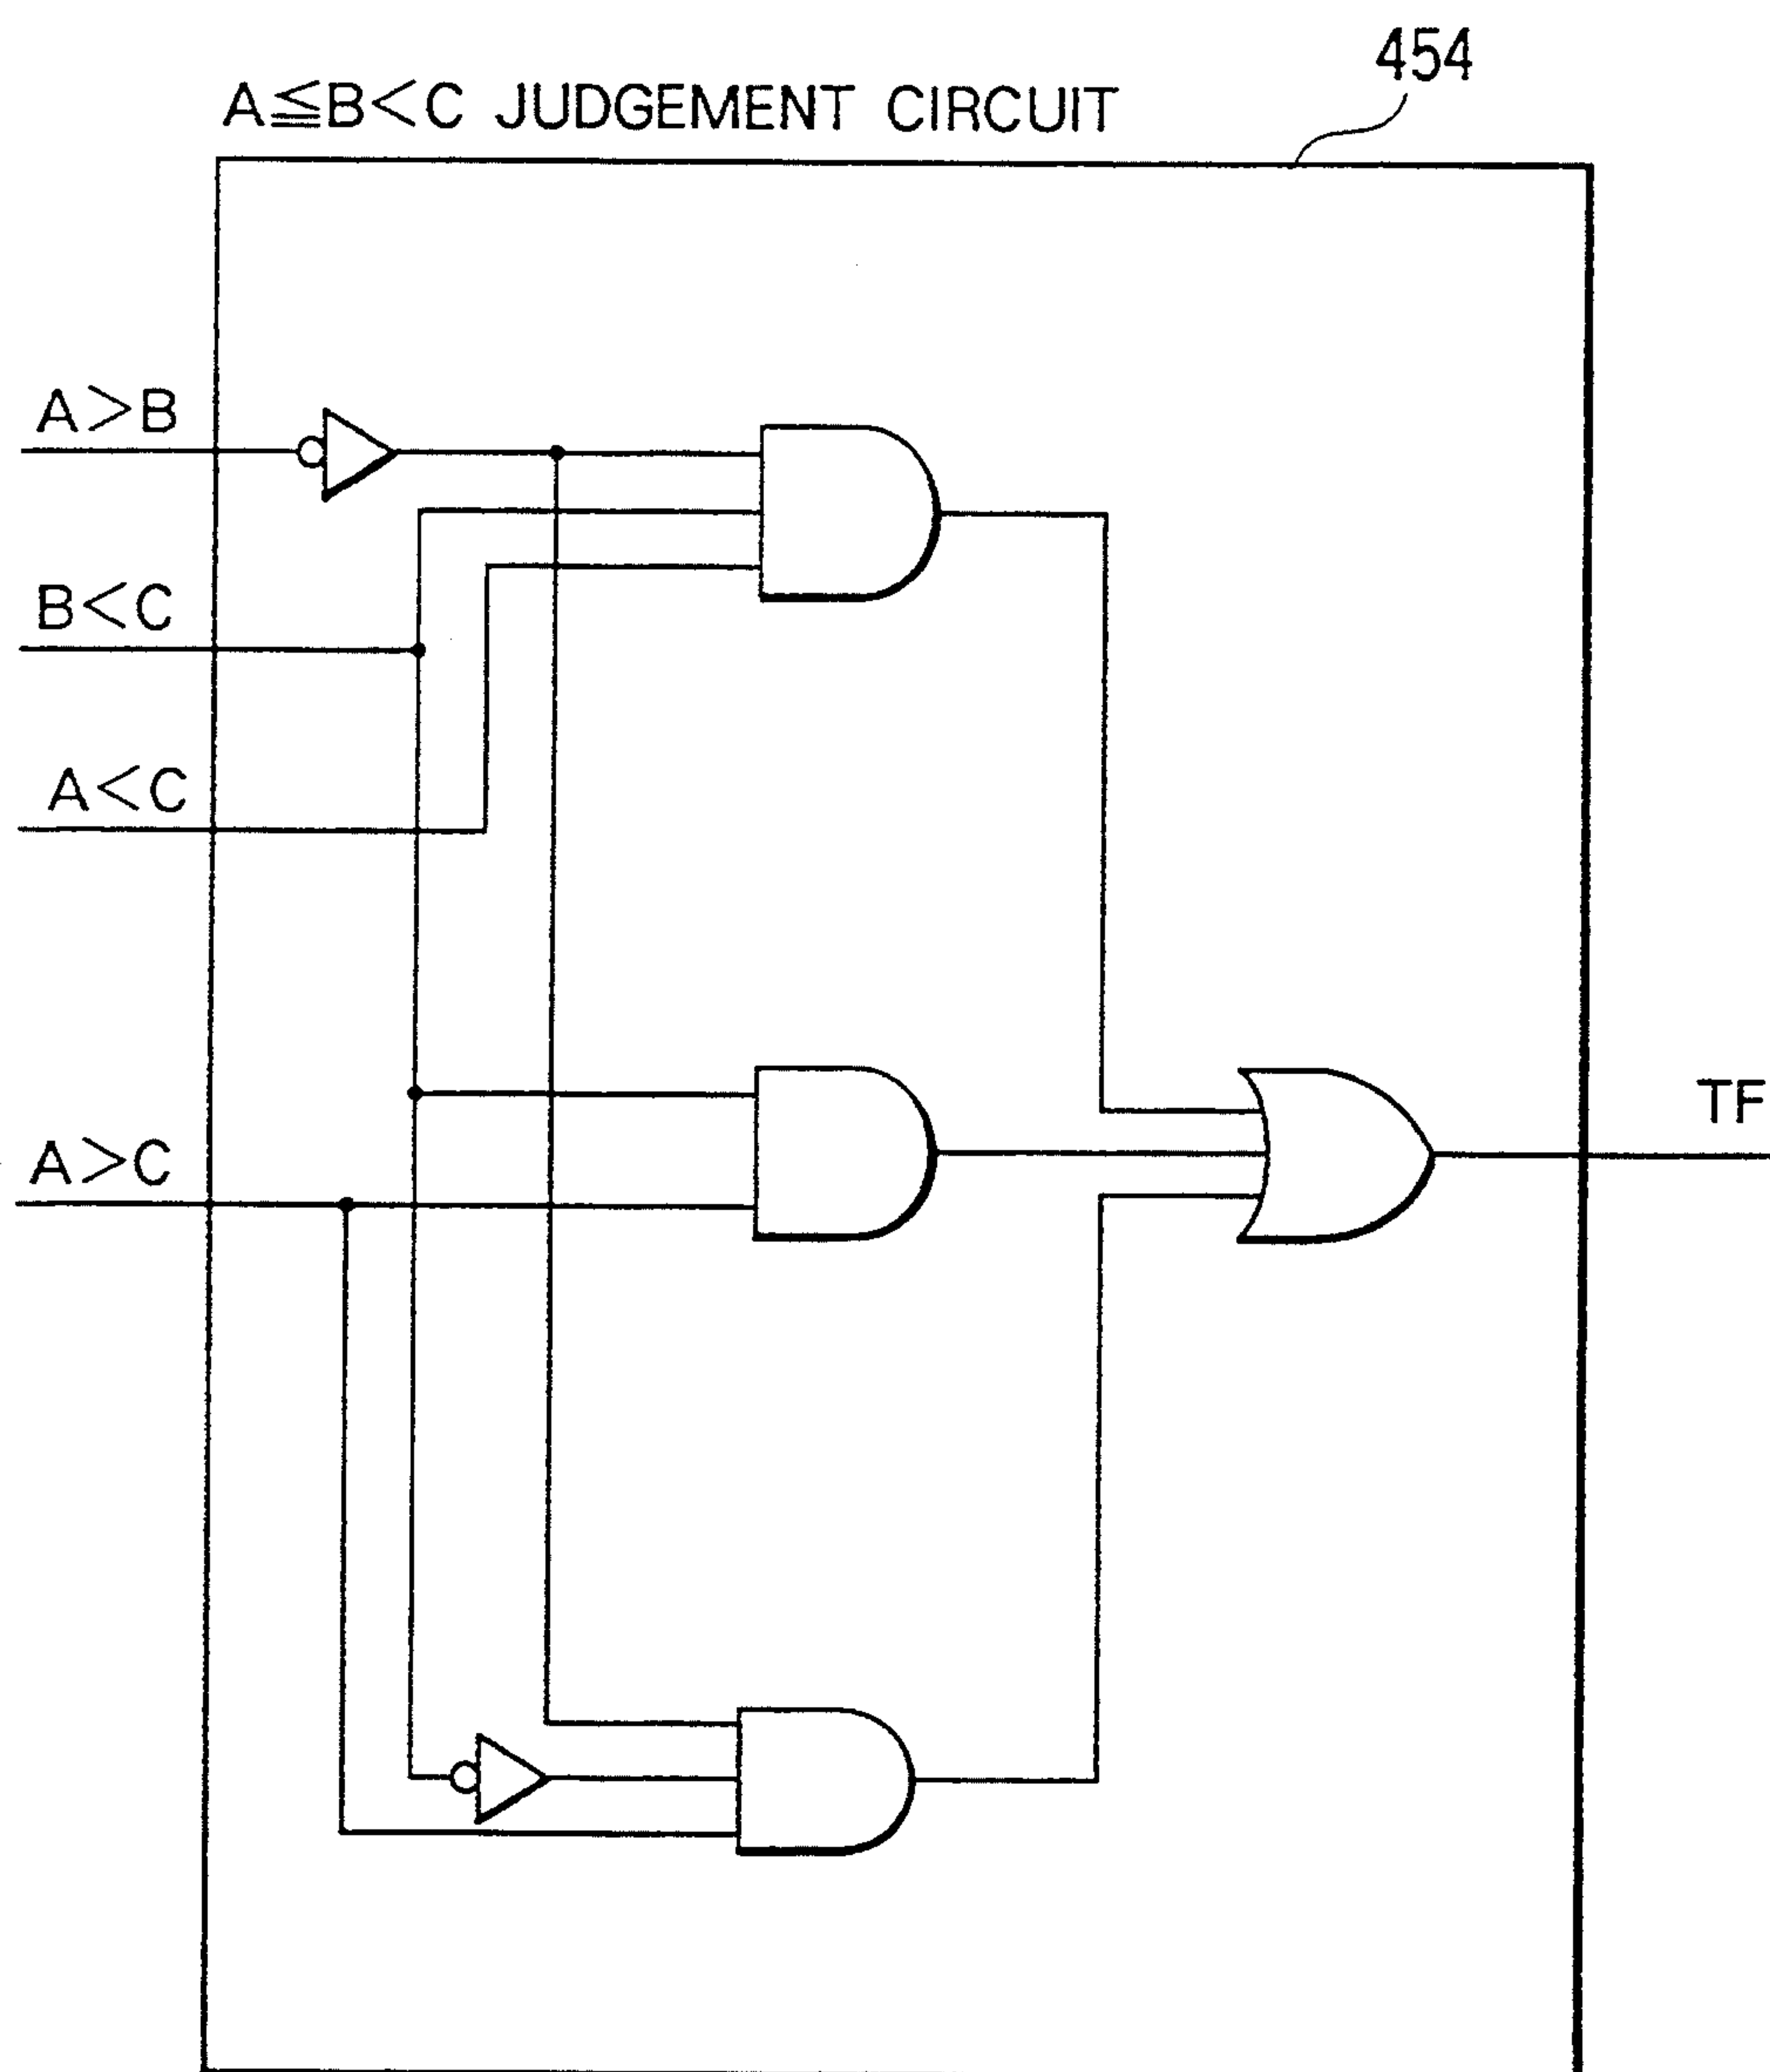 454
A≦B<C JUDGEMENT CIRCUIT
A>B
B<C
A<C
A>C
TF